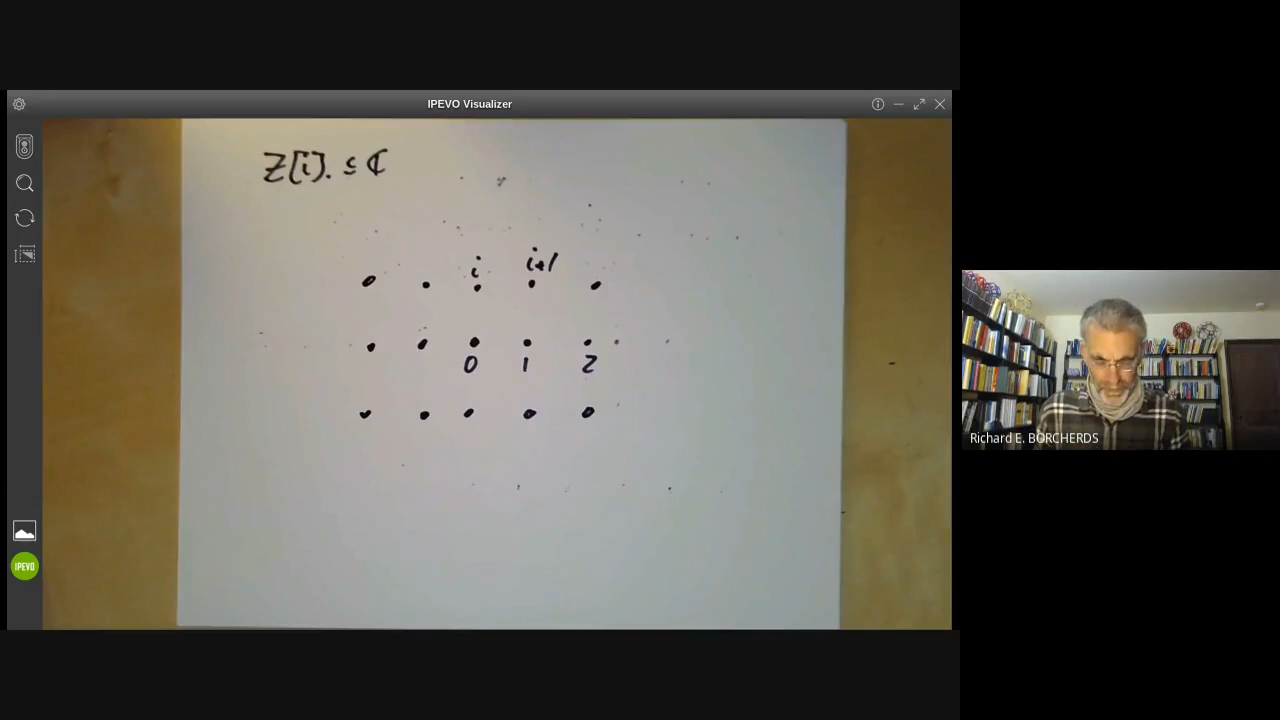 IPEVO Visualizer
Z[i]. ⊆ ℂ
i i+1
0 1 2
IPEVO
Richard E. BORCHERDS